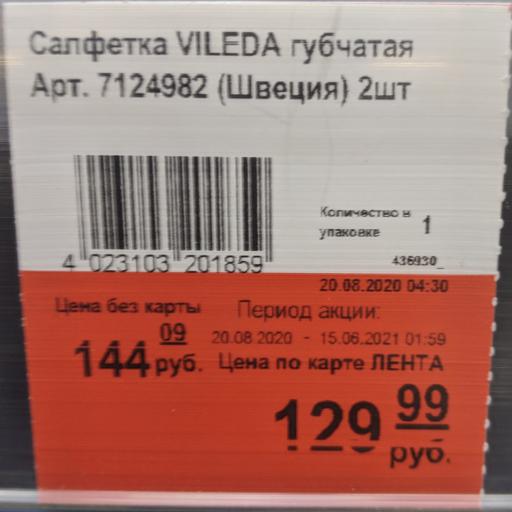 Салфетка VILEDA губчатая
Арт. 7124982 (Швеция) 2шт
Количество в упаковке 1
4 023103 201859
436930_
20.08.2020 04:30
Цена без карты
144 09 руб.
Период акции:
20.08.2020 - 15.06.2021 01:59
Цена по карте ЛЕНТА
129 99 руб.